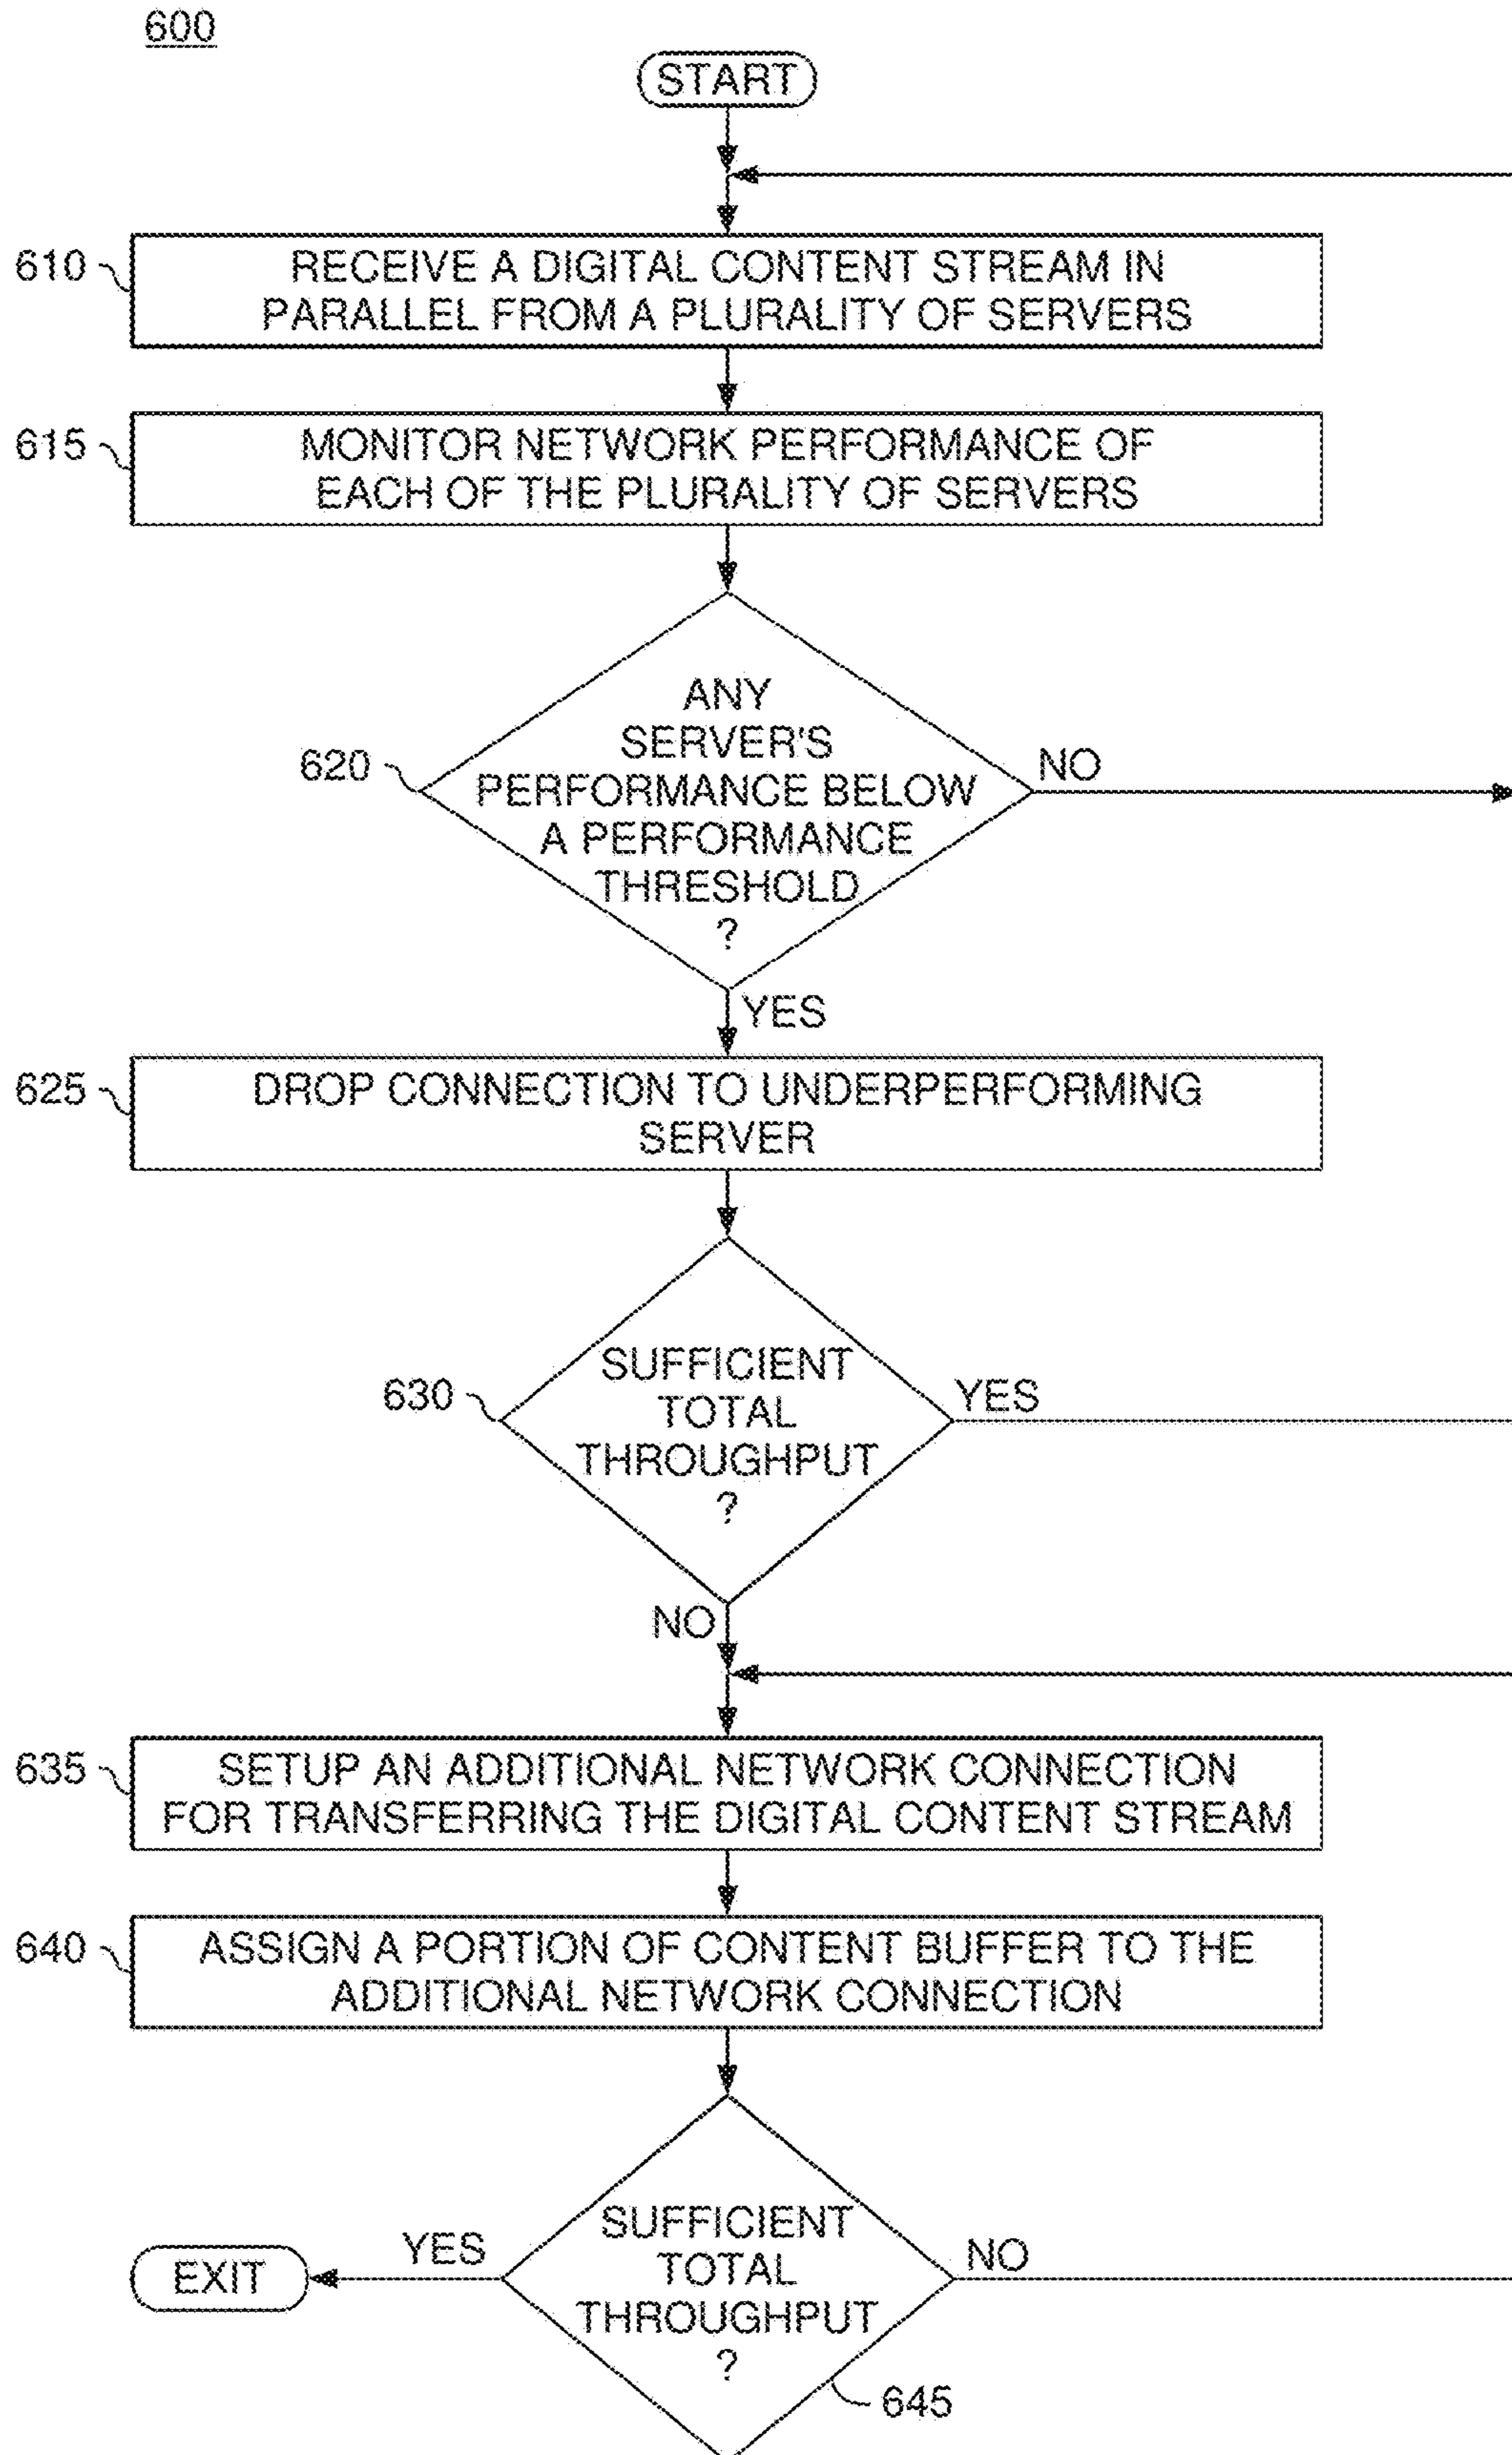 600
START
610
RECEIVE A DIGITAL CONTENT STREAM IN
PARALLEL FROM A PLURALITY OF SERVERS
615
MONITOR NETWORK PERFORMANCE OF
EACH OF THE PLURALITY OF SERVERS
620
ANY
SERVER'S
PERFORMANCE BELOW
A PERFORMANCE
THRESHOLD
?
NO
YES
625
DROP CONNECTION TO UNDERPERFORMING
SERVER
630
SUFFICIENT
TOTAL
THROUGHPUT
?
YES
NO
635
SETUP AN ADDITIONAL NETWORK CONNECTION
FOR TRANSFERRING THE DIGITAL CONTENT STREAM
640
ASSIGN A PORTION OF CONTENT BUFFER TO THE
ADDITIONAL NETWORK CONNECTION
EXIT
YES
SUFFICIENT
TOTAL
THROUGHPUT
?
NO
645